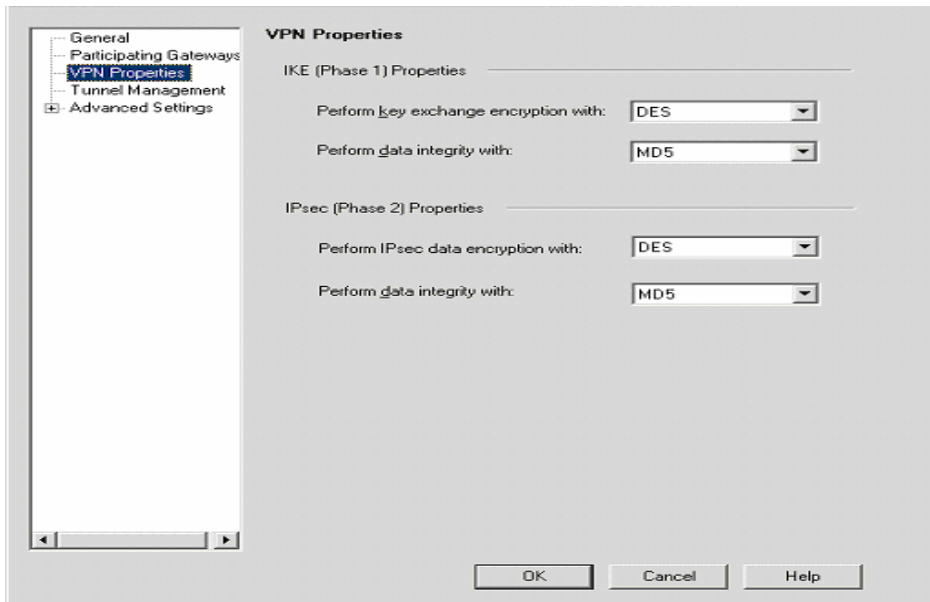 General
Participating Gateways
VPN Properties
Tunnel Management
Advanced Settings
VPN Properties
IKE (Phase 1) Properties
Perform key exchange encryption with: DES
Perform data integrity with: MD5
IPsec (Phase 2) Properties
Perform IPsec data encryption with: DES
Perform data integrity with: MD5
OK Cancel Help